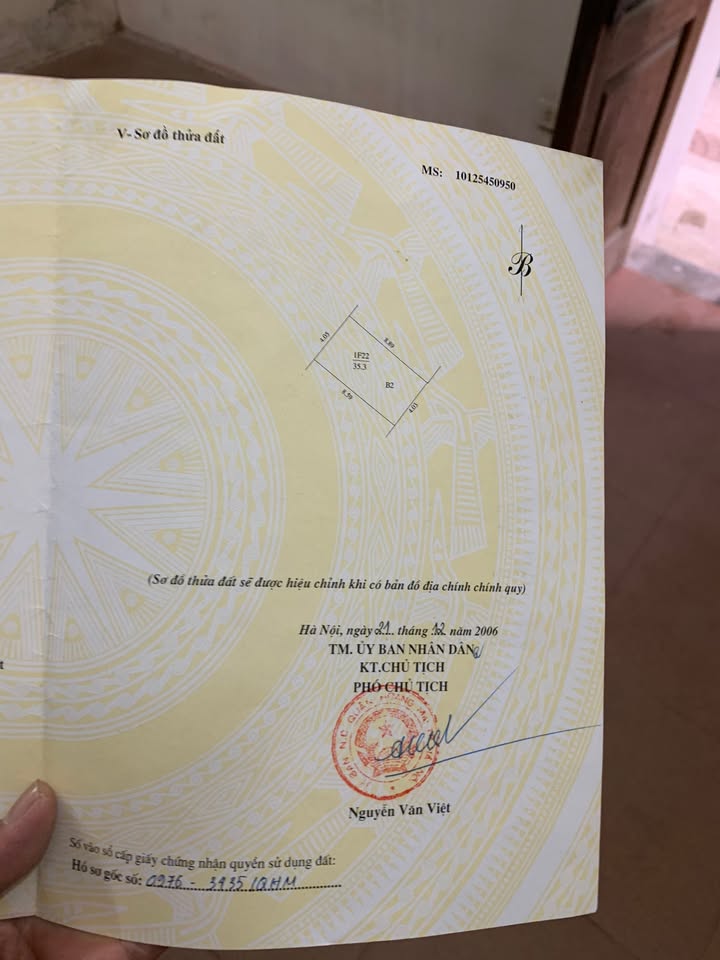 V- Sơ đồ thửa đất
MS: 10125450950
B
4.05
8.89
1F22
35.3
B2
8.59
4.03
(Sơ đồ thửa đất sẽ được hiệu chỉnh khi có bản đồ địa chính chính quy)
Hà Nội, ngày 21 tháng 12 năm 2006
TM. ỦY BAN NHÂN DÂN
KT.CHỦ TỊCH
PHÓ CHỦ TỊCH
Nguyễn Văn Việt
Số vào sổ cấp giấy chứng nhận quyền sử dụng đất:
Hồ sơ gốc số: 0976 - 3935/QHM